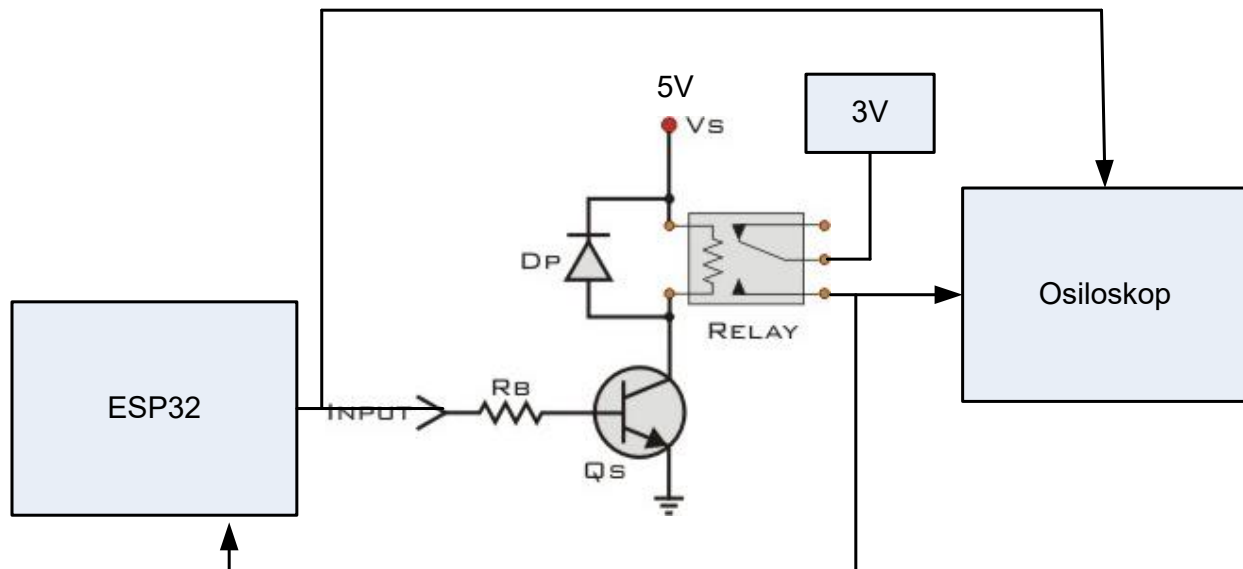 5V
Vs
3V
Dp
Osiloskop
RELAY
ESP32
INPUT
RB
Qs